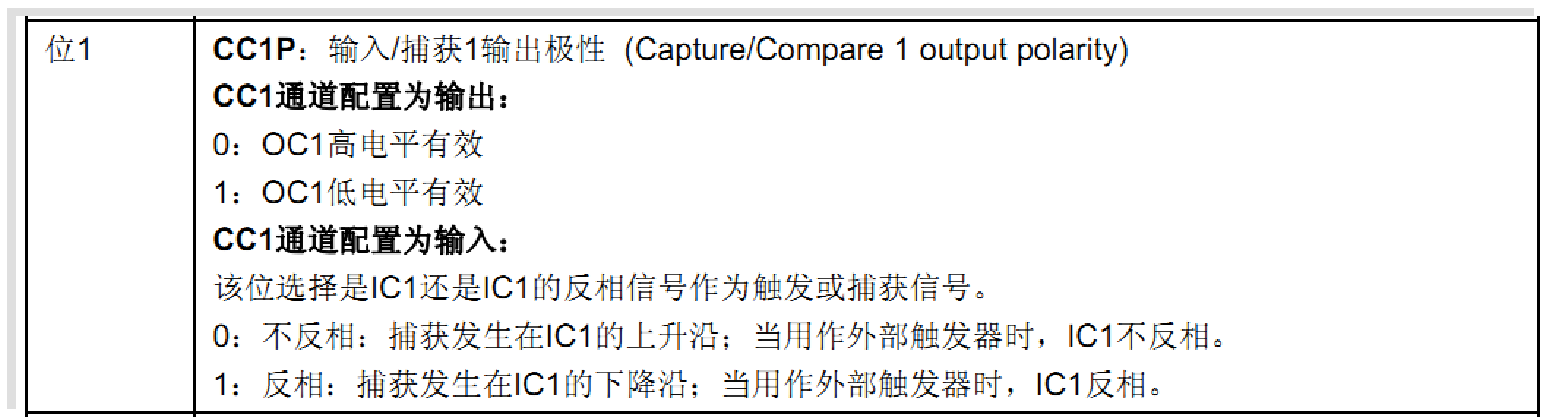 位1
CC1P：输入/捕获1输出极性 (Capture/Compare 1 output polarity)
CC1通道配置为输出：
0：OC1高电平有效
1：OC1低电平有效
CC1通道配置为输入：
该位选择是IC1还是IC1的反相信号作为触发或捕获信号。
0：不反相：捕获发生在IC1的上升沿；当用作外部触发器时，IC1不反相。
1：反相：捕获发生在IC1的下降沿；当用作外部触发器时，IC1反相。